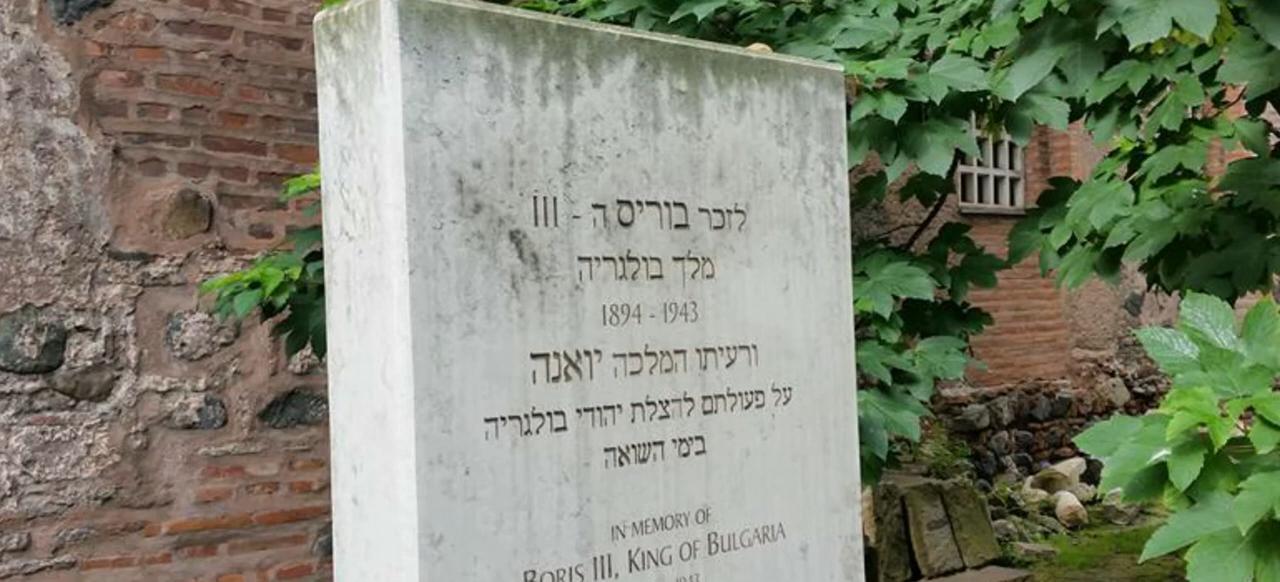 לזכר בוריס ה - III
מלך בולגריה
1894 - 1943
ורעיתו המלכה יואנה
על פעולתם להצלת יהודי בולגריה
בימי השואה
IN MEMORY OF
BORIS III, KING OF BULGARIA
1943